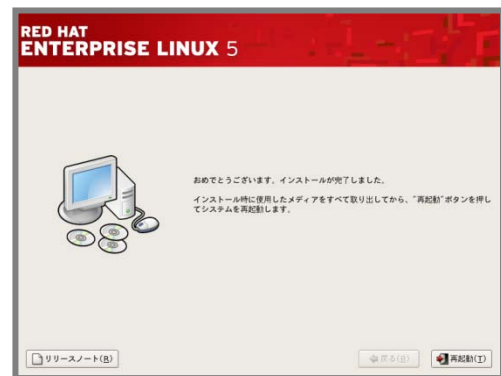 RED HAT
ENTERPRISE LINUX 5
おめでとうございます。インストールが完了しました。
インストール時に使用したメディアをすべて取り出してから、"再起動"ボタンを押し
てシステムを再起動します。
リリースノート(R)
戻る(B)
再起動(T)